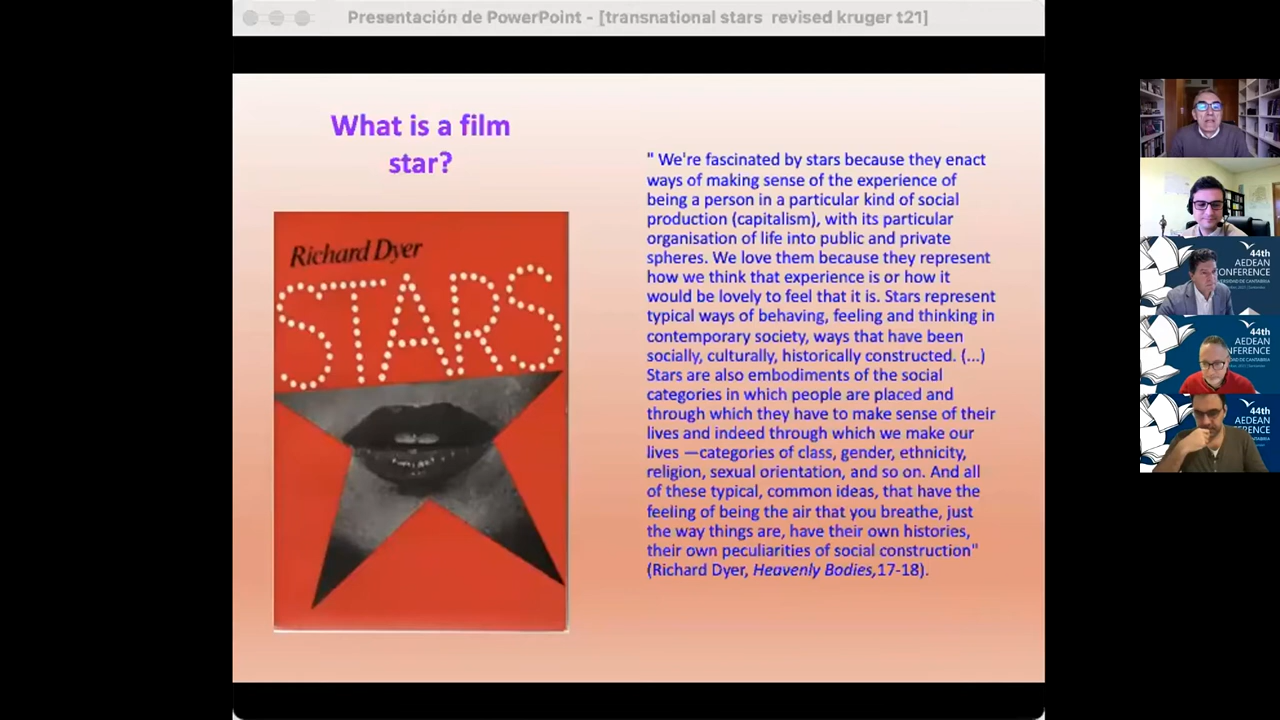 Presentación de PowerPoint - [transnational stars revised kruger t21]
What is a film
star?
Richard Dyer
STARS
" We're fascinated by stars because they enact
ways of making sense of the experience of
being a person in a particular kind of social
production (capitalism), with its particular
organisation of life into public and private
spheres. We love them because they represent
how we think that experience is or how it
would be lovely to feel that it is. Stars represent
typical ways of behaving, feeling and thinking in
contemporary society, ways that have been
socially, culturally, historically constructed. (...)
Stars are also embodiments of the social
categories in which people are placed and
through which they have to make sense of their
lives and indeed through which we make our
lives —categories of class, gender, ethnicity,
religion, sexual orientation, and so on. And all
of these typical, common ideas, that have the
feeling of being the air that you breathe, just
the way things are, have their own histories,
their own peculiarities of social construction"
(Richard Dyer, Heavenly Bodies,17-18).
44th
AEDEAN
ONFERENCE
44th
AEDEAN
NFERENCE
DE CANTABRIA
44th
AEDEAN
ERENCE
DE CANTABRIA